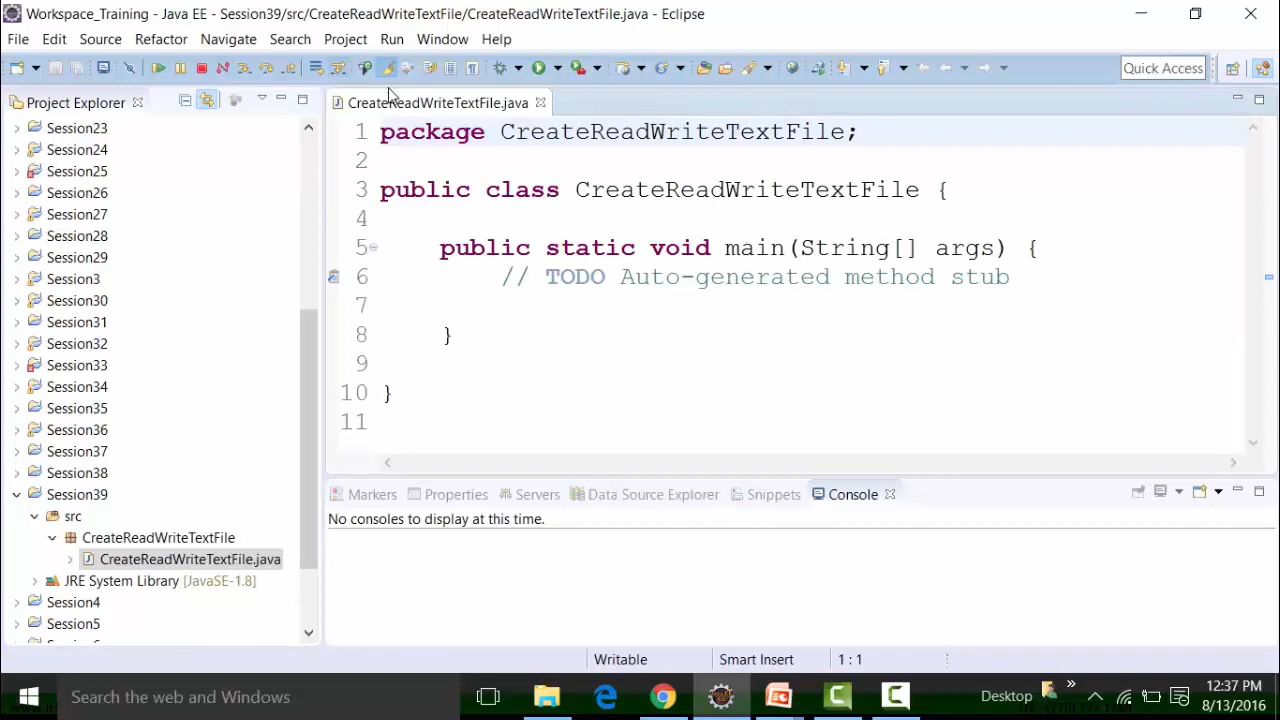 Workspace_Training - Java EE - Session39/src/CreateReadWriteTextFile/CreateReadWriteTextFile.java - Eclipse
File Edit Source Refactor Navigate Search Project Run Window Help
Quick Access
Project Explorer
Session23
Session24
Session25
Session26
Session27
Session28
Session29
Session3
Session30
Session31
Session32
Session33
Session34
Session35
Session36
Session37
Session38
Session39
src
CreateReadWriteTextFile
CreateReadWriteTextFile.java
JRE System Library [JavaSE-1.8]
Session4
Session5
CreateReadWriteTextFile.java
1 package CreateReadWriteTextFile;
2
3 public class CreateReadWriteTextFile {
4
5 public static void main(String[] args) {
6 // TODO Auto-generated method stub
7
8 }
9
10 }
11
Markers Properties Servers Data Source Explorer Snippets Console
No consoles to display at this time.
Writable Smart Insert 1 : 1
Search the web and Windows
Desktop
12:37 PM
8/13/2016